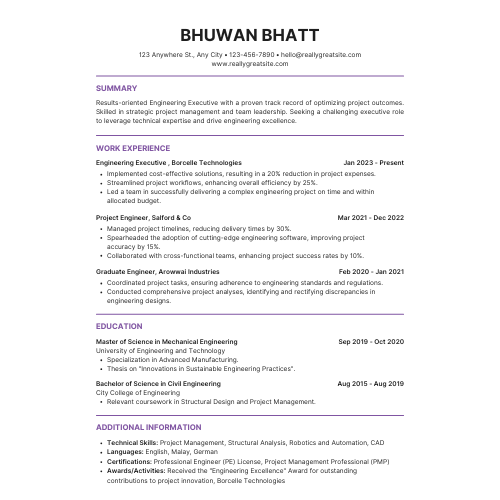 BHUWAN BHATT
123 Anywhere St., Any City • 123-456-7890 • hello@reallygreatsite.com
www.reallygreatsite.com
SUMMARY
Results-oriented Engineering Executive with a proven track record of optimizing project outcomes.
Skilled in strategic project management and team leadership. Seeking a challenging executive role
to leverage technical expertise and drive engineering excellence.
WORK EXPERIENCE
Engineering Executive , Borcelle Technologies Jan 2023 - Present
• Implemented cost-effective solutions, resulting in a 20% reduction in project expenses.
• Streamlined project workflows, enhancing overall efficiency by 25%.
• Led a team in successfully delivering a complex engineering project on time and within
allocated budget.
Project Engineer, Salford & Co Mar 2021 - Dec 2022
• Managed project timelines, reducing delivery times by 30%.
• Spearheaded the adoption of cutting-edge engineering software, improving project
accuracy by 15%.
• Collaborated with cross-functional teams, enhancing project success rates by 10%.
Graduate Engineer, Arowwai Industries Feb 2020 - Jan 2021
• Coordinated project tasks, ensuring adherence to engineering standards and regulations.
• Conducted comprehensive project analyses, identifying and rectifying discrepancies in
engineering designs.
EDUCATION
Master of Science in Mechanical Engineering Sep 2019 - Oct 2020
University of Engineering and Technology
• Specialization in Advanced Manufacturing.
• Thesis on "Innovations in Sustainable Engineering Practices".
Bachelor of Science in Civil Engineering Aug 2015 - Aug 2019
City College of Engineering
• Relevant coursework in Structural Design and Project Management.
ADDITIONAL INFORMATION
• Technical Skills: Project Management, Structural Analysis, Robotics and Automation, CAD
• Languages: English, Malay, German
• Certifications: Professional Engineer (PE) License, Project Management Professional (PMP)
• Awards/Activities: Received the "Engineering Excellence" Award for outstanding
contributions to project innovation, Borcelle Technologies